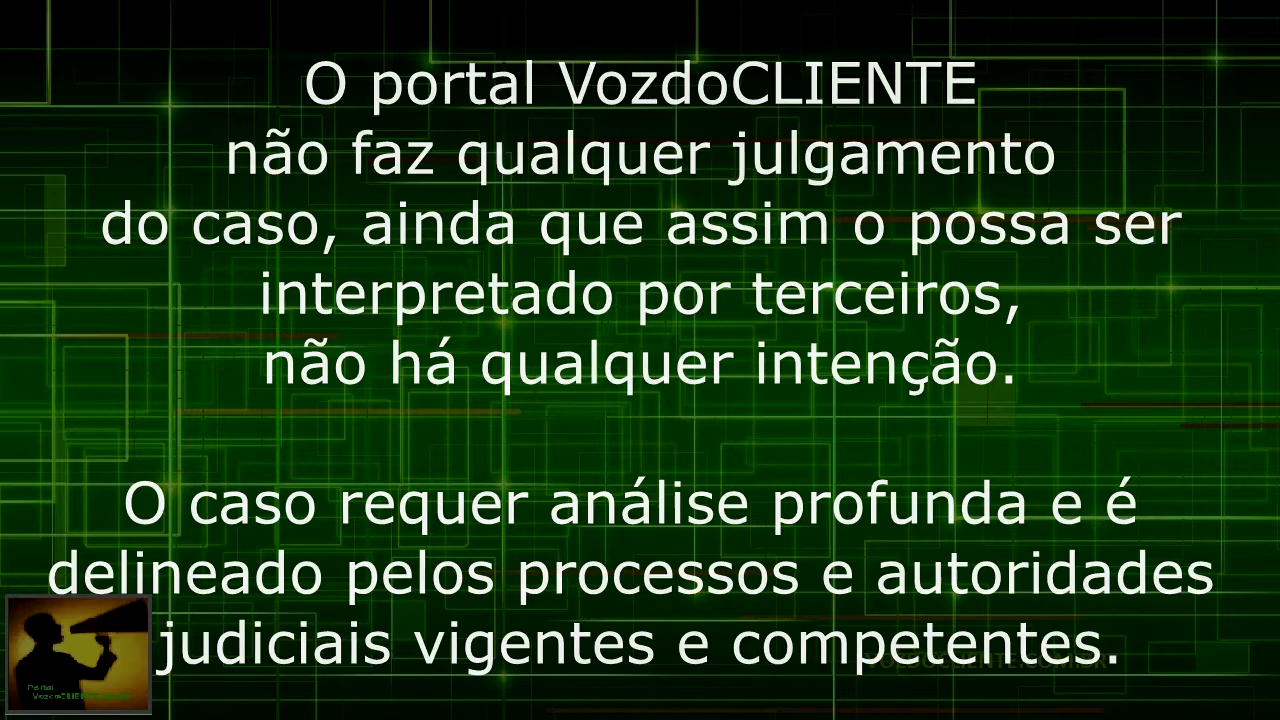 O portal VozdoCLIENTE
não faz qualquer julgamento
do caso, ainda que assim o possa ser
interpretado por terceiros,
não há qualquer intenção.
O caso requer análise profunda e é
delineado pelos processos e autoridades
judiciais vigentes e competentes.
Portal